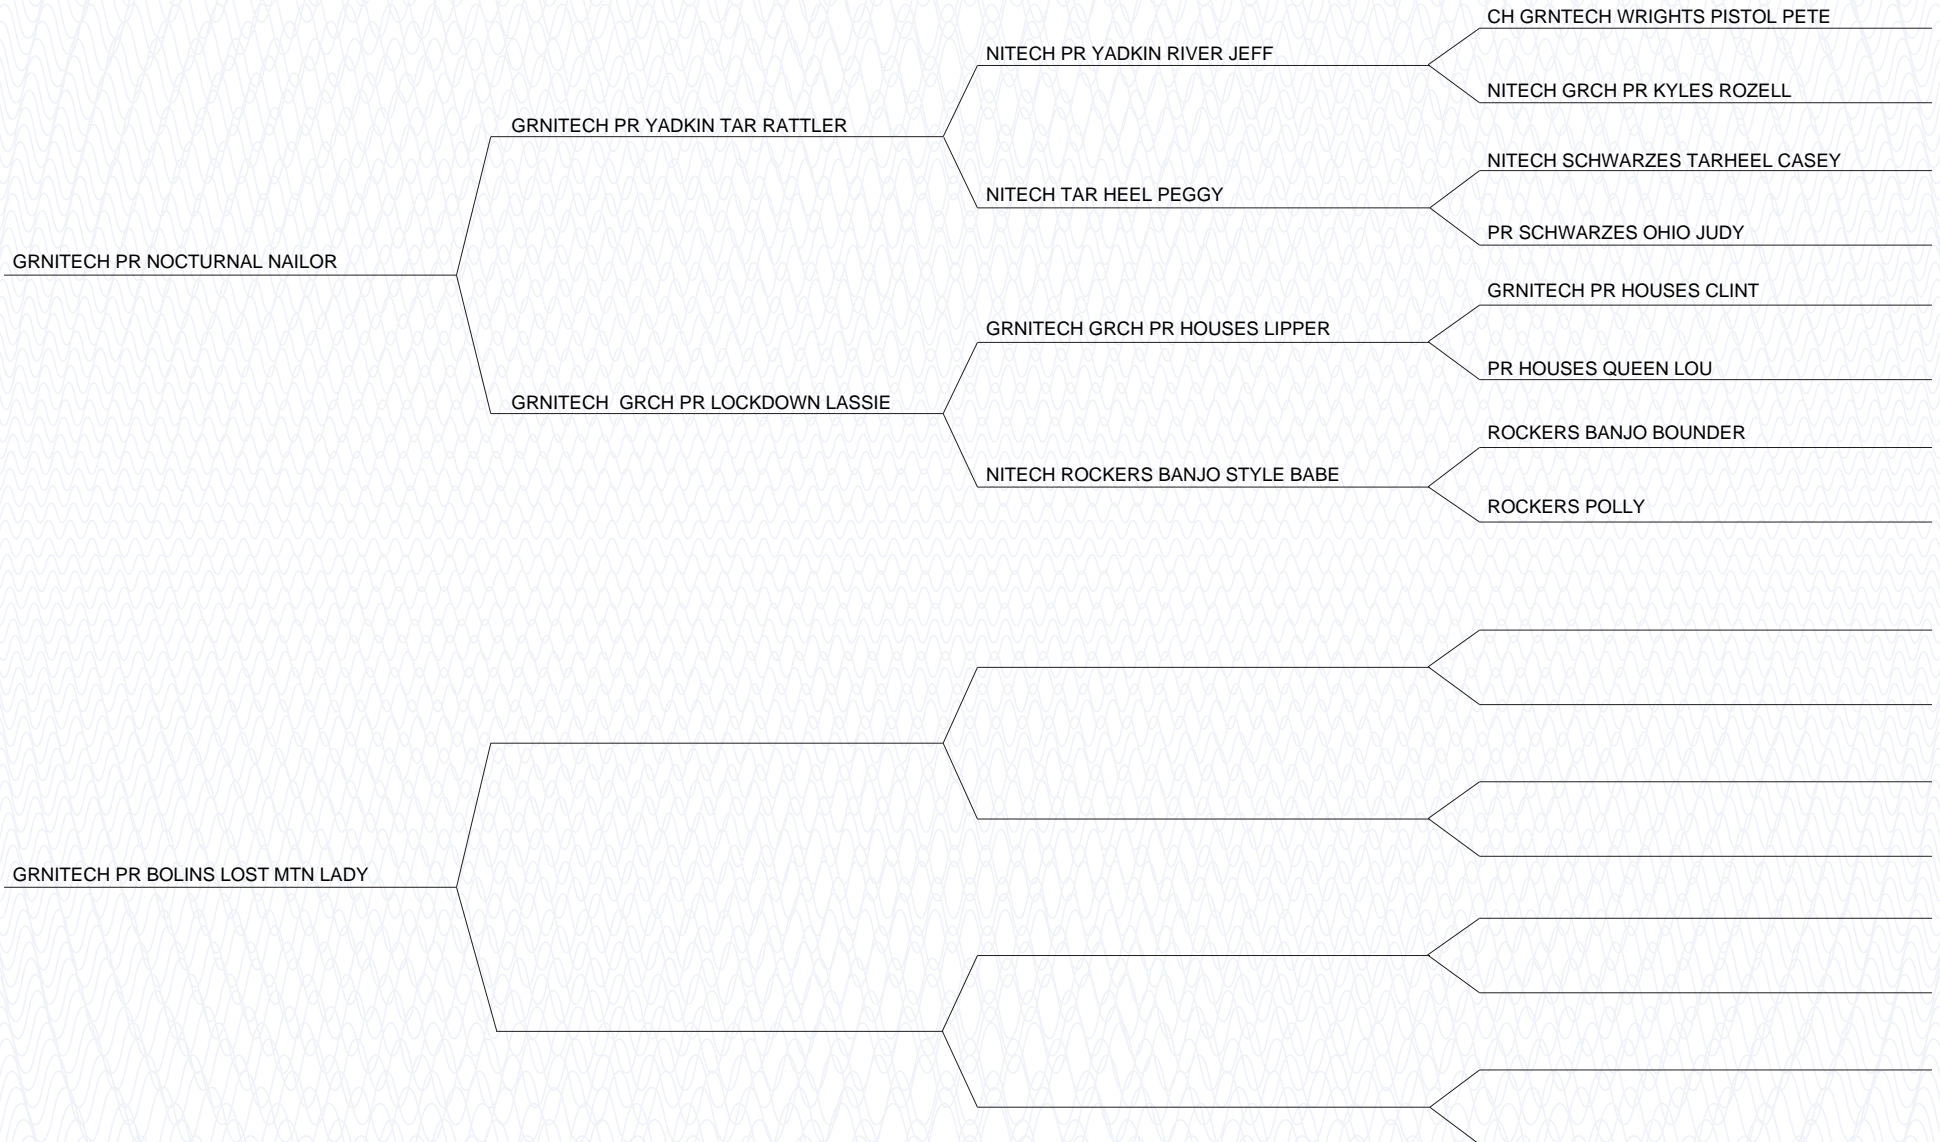 CH GRNTECH WRIGHTS PISTOL PETE
NITECH PR YADKIN RIVER JEFF
NITECH GRCH PR KYLES ROZELL
GRNITECH PR YADKIN TAR RATTLER
NITECH SCHWARZES TARHEEL CASEY
NITECH TAR HEEL PEGGY
PR SCHWARZES OHIO JUDY
GRNITECH PR NOCTURNAL NAILOR
GRNITECH PR HOUSES CLINT
GRNITECH GRCH PR HOUSES LIPPER
PR HOUSES QUEEN LOU
GRNITECH  GRCH PR LOCKDOWN LASSIE
ROCKERS BANJO BOUNDER
NITECH ROCKERS BANJO STYLE BABE
ROCKERS POLLY
GRNITECH PR BOLINS LOST MTN LADY